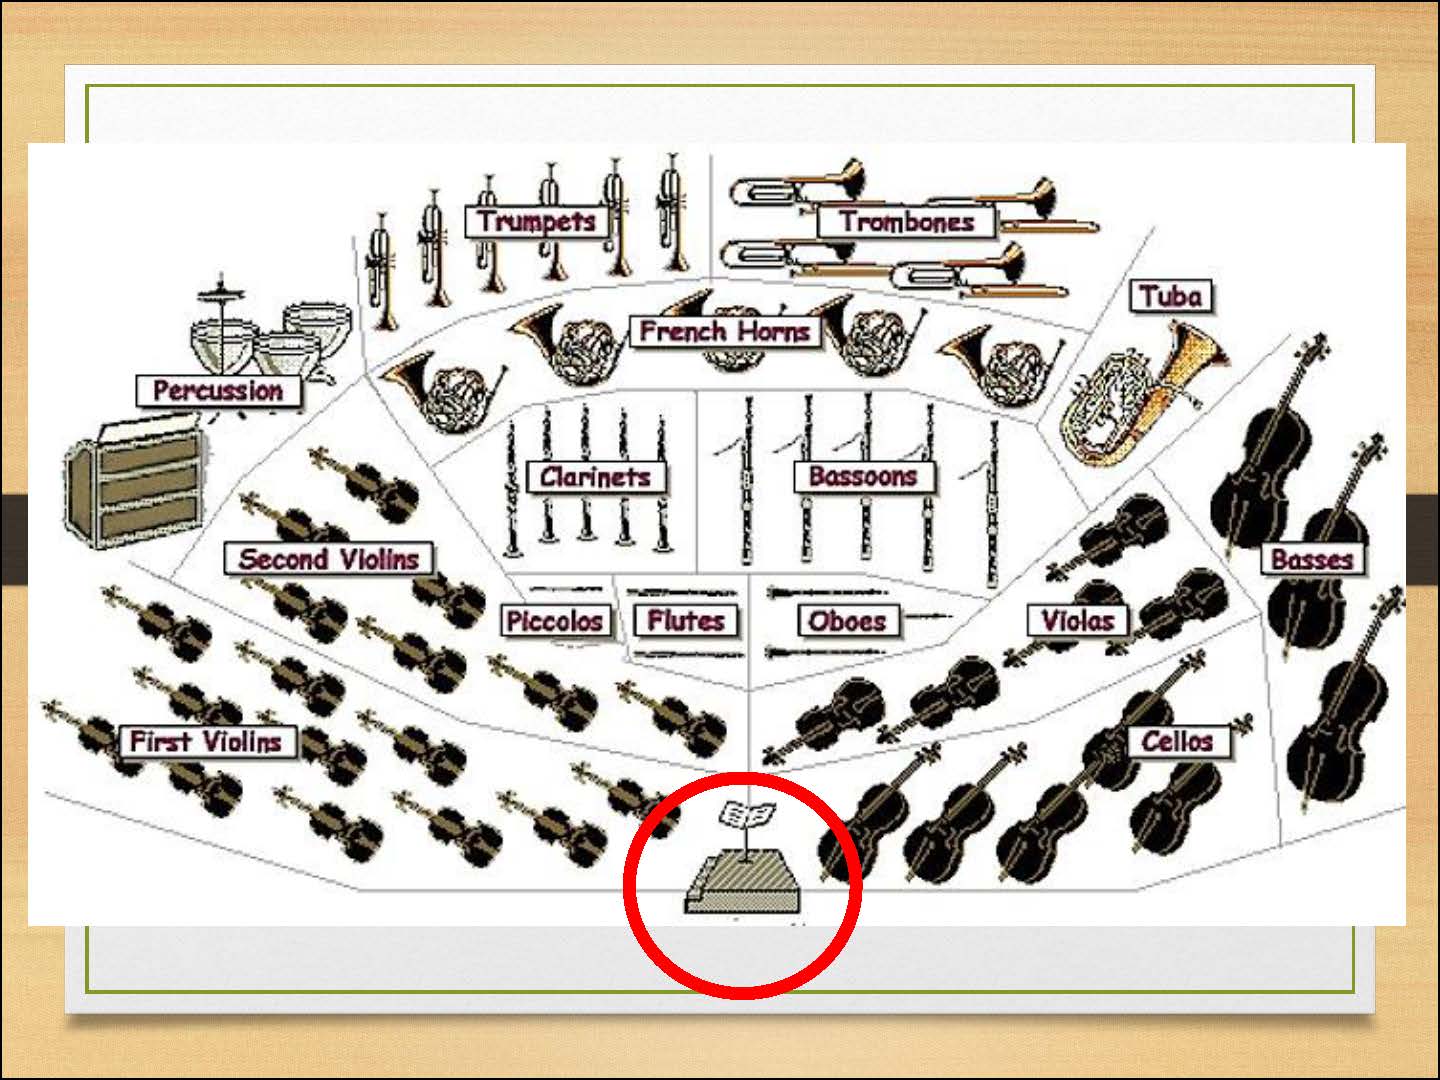 Trumpets
Trombones
Tuba
French Horns
Percussion
Clarinets
Bassoons
Second Violins
Basses
Piccolos
Flutes
Oboes
Violas
First Violins
Cellos